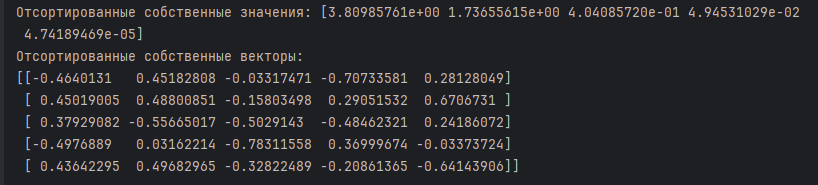 Отсортированные собственные значения: [3.80985761e+00 1.73655615e+00 4.04085720e-01 4.94531029e-02
 4.74189469e-05]
Отсортированные собственные векторы:
[[-0.4640131   0.45182808 -0.03317471 -0.70733581  0.28128049]
 [ 0.45019005  0.48800851 -0.15803498  0.29051532  0.6706731 ]
 [ 0.37929082 -0.55665017 -0.5029143  -0.48462321  0.24186072]
 [-0.4976889   0.03162214 -0.78311558  0.36999674 -0.03373724]
 [ 0.43642295  0.49682965 -0.32822489 -0.20861365 -0.64143906]]